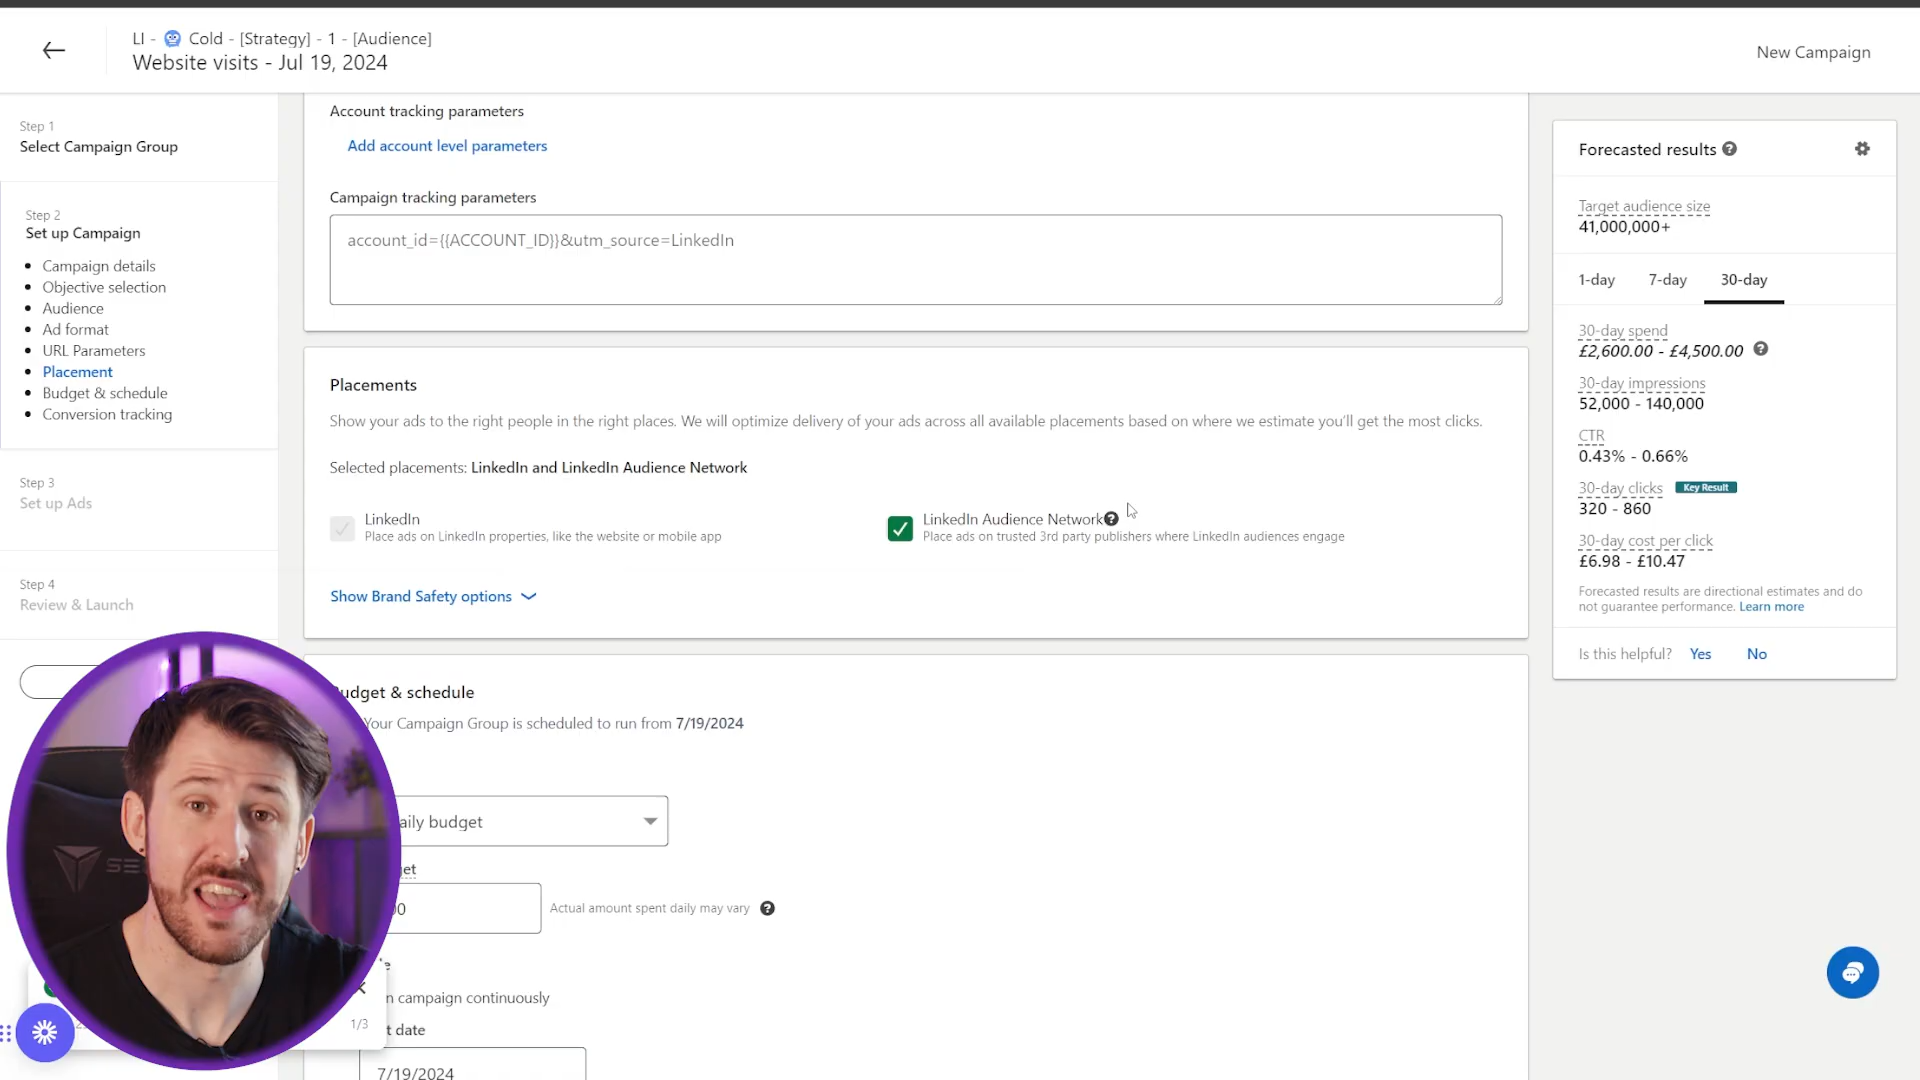 LI - Cold - [Strategy] - 1 - [Audience]
Website visits - Jul 19, 2024
New Campaign
Step 1
Select Campaign Group
Step 2
Set up Campaign
Campaign details
Objective selection
Audience
Ad format
URL Parameters
Placement
Budget & schedule
Conversion tracking
Step 3
Set up Ads
Step 4
Review & Launch
Account tracking parameters
Add account level parameters
Campaign tracking parameters
account_id={{ACCOUNT_ID}}&utm_source=LinkedIn
Placements
Show your ads to the right people in the right places. We will optimize delivery of your ads across all available placements based on where we estimate you'll get the most clicks.
Selected placements: LinkedIn and LinkedIn Audience Network
LinkedIn
Place ads on LinkedIn properties, like the website or mobile app
LinkedIn Audience Network
Place ads on trusted 3rd party publishers where LinkedIn audiences engage
Show Brand Safety options
udget & schedule
Your Campaign Group is scheduled to run from 7/19/2024
aily budget
et
00
Actual amount spent daily may vary
e
n campaign continuously
t date
7/19/2024
1/3
Forecasted results
Target audience size
41,000,000+
1-day 7-day 30-day
30-day spend
£2,600.00 - £4,500.00
30-day impressions
52,000 - 140,000
CTR
0.43% - 0.66%
30-day clicks Key Result
320 - 860
30-day cost per click
£6.98 - £10.47
Forecasted results are directional estimates and do
not guarantee performance. Learn more
Is this helpful? Yes No